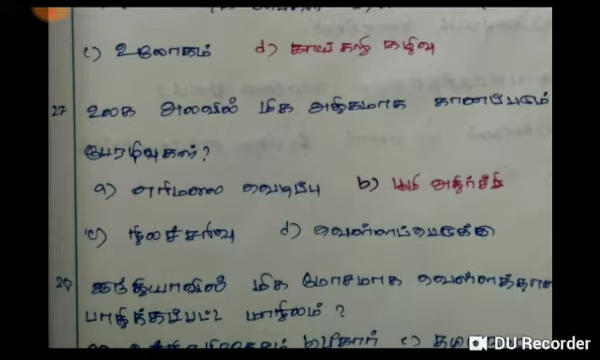 c) உலோகம் d) காய் கறி கழிவு
27 உலக அளவில் மிக அதிகமாக காணப்படும்
பேரழிவுகள்?
a) எரிமலை வெடிப்பு b) புவி அதிர்ச்சி
c) நிலச்சரிவு d) வெள்ளப்பெருக்கு
28 இந்தியாவில் மிக மோசமாக வெள்ளத்தால்
பாதிக்கப்பட்ட மாநிலம்?
b) பீகார் c)
DU Recorder